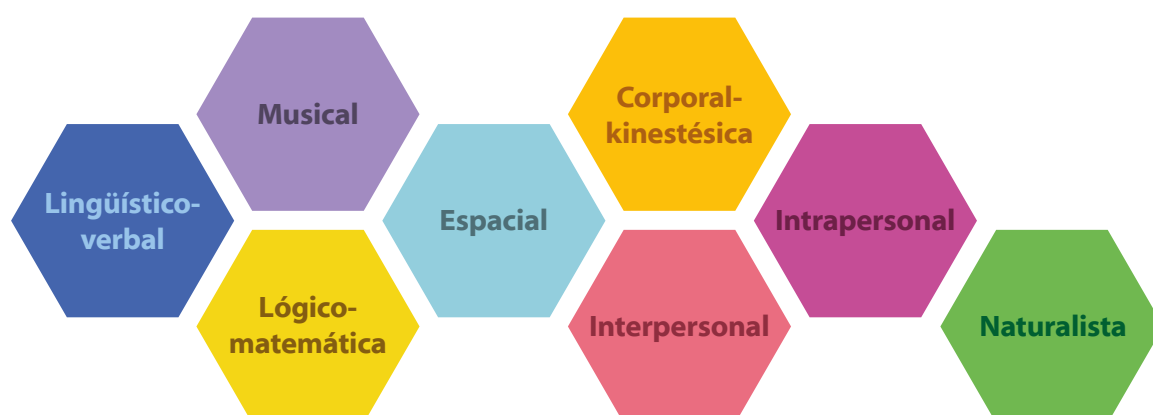 Musical
Corporal-
kinestésica
Lingüístico-
verbal
Espacial
Intrapersonal
Lógico-
matemática
Interpersonal
Naturalista